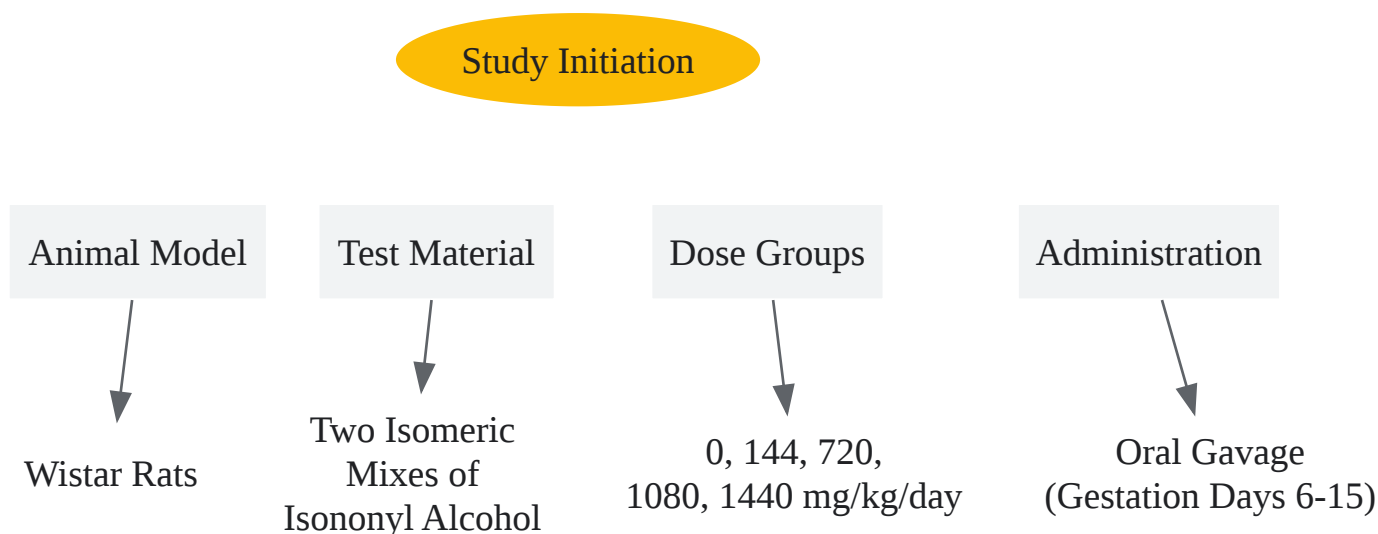 Study Initiation
Animal Model
Test Material
Dose Groups
Administration
Wistar Rats
Two Isomeric
Mixes of
Isononyl Alcohol
0, 144, 720,
1080, 1440 mg/kg/day
Oral Gavage
(Gestation Days 6-15)